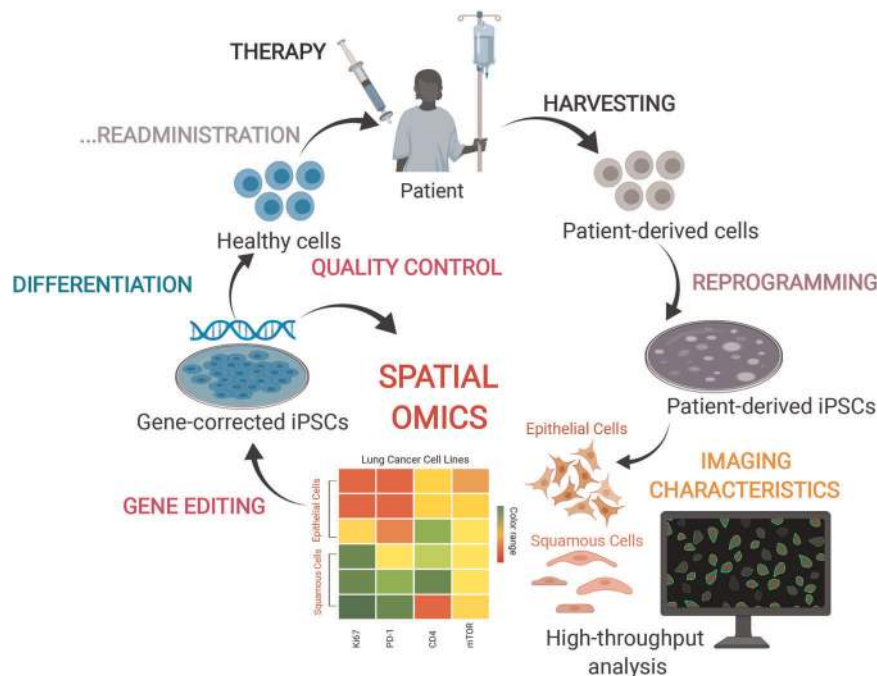 THERAPY
HARVESTING
...READMINISTRATION
Patient
Healthy cells
Patient-derived cells
QUALITY CONTROL
DIFFERENTIATION
REPROGRAMMING
SPATIAL
OMICS
Gene-corrected iPSCs
Patient-derived iPSCs
Epithelial Cells
IMAGING
CHARACTERISTICS
Lung Cancer Cell Lines
GENE EDITING
Epithelial Cells
Color range
Squamous Cells
Squamous Cells
Ki67
PD-1
CD4
mTOR
High-throughput
analysis